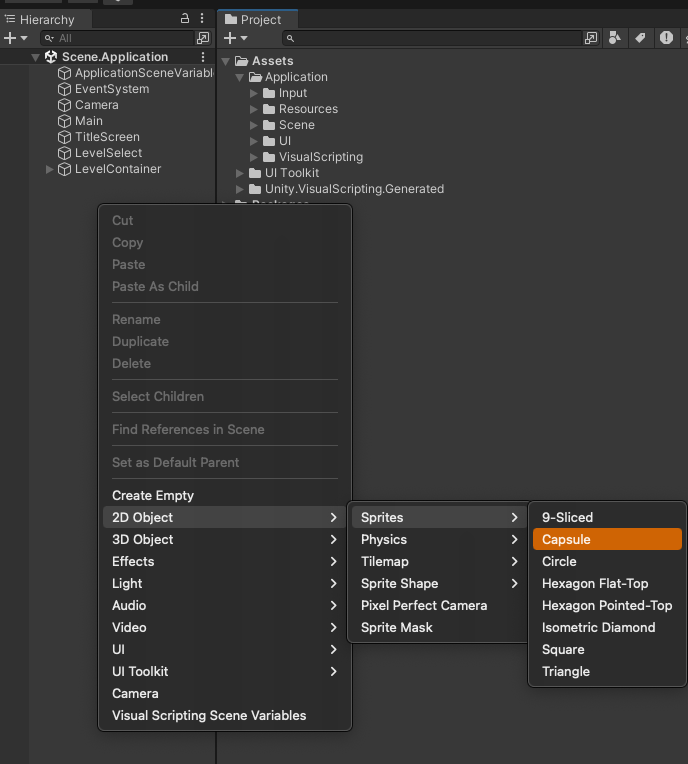 Hierarchy
Project
All
Scene.Application
ApplicationSceneVariabl
EventSystem
Camera
Main
TitleScreen
LevelSelect
LevelContainer
Assets
Application
Input
Resources
Scene
UI
VisualScripting
UI Toolkit
Unity.VisualScripting.Generated
Cut
Copy
Paste
Paste As Child
Rename
Duplicate
Delete
Select Children
Find References in Scene
Set as Default Parent
Create Empty
2D Object
3D Object
Effects
Light
Audio
Video
UI
UI Toolkit
Camera
Visual Scripting Scene Variables
Sprites
Physics
Tilemap
Sprite Shape
Pixel Perfect Camera
Sprite Mask
9-Sliced
Capsule
Circle
Hexagon Flat-Top
Hexagon Pointed-Top
Isometric Diamond
Square
Triangle